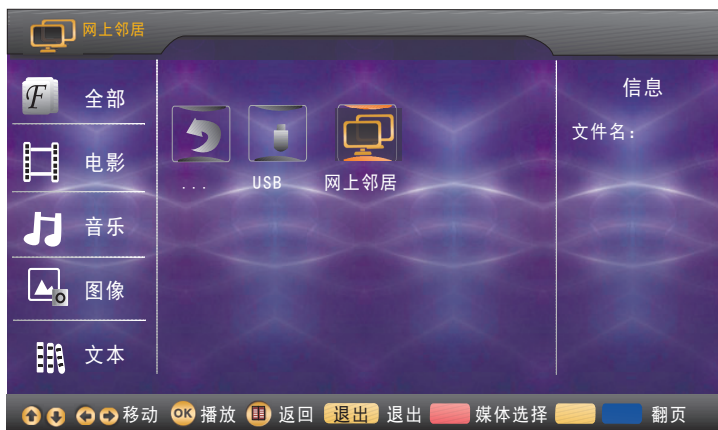 网上邻居
F 全部
电影
音乐
图像
文本
... USB 网上邻居
信息
文件名：
移动 OK 播放 返回 退出 退出 媒体选择 翻页